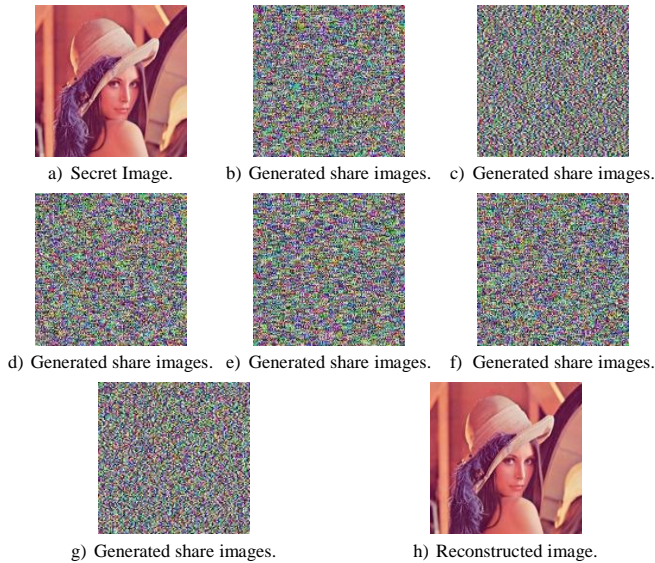 a) Secret Image.
b) Generated share images.
c) Generated share images.
d) Generated share images.
e) Generated share images.
f) Generated share images.
g) Generated share images.
h) Reconstructed image.